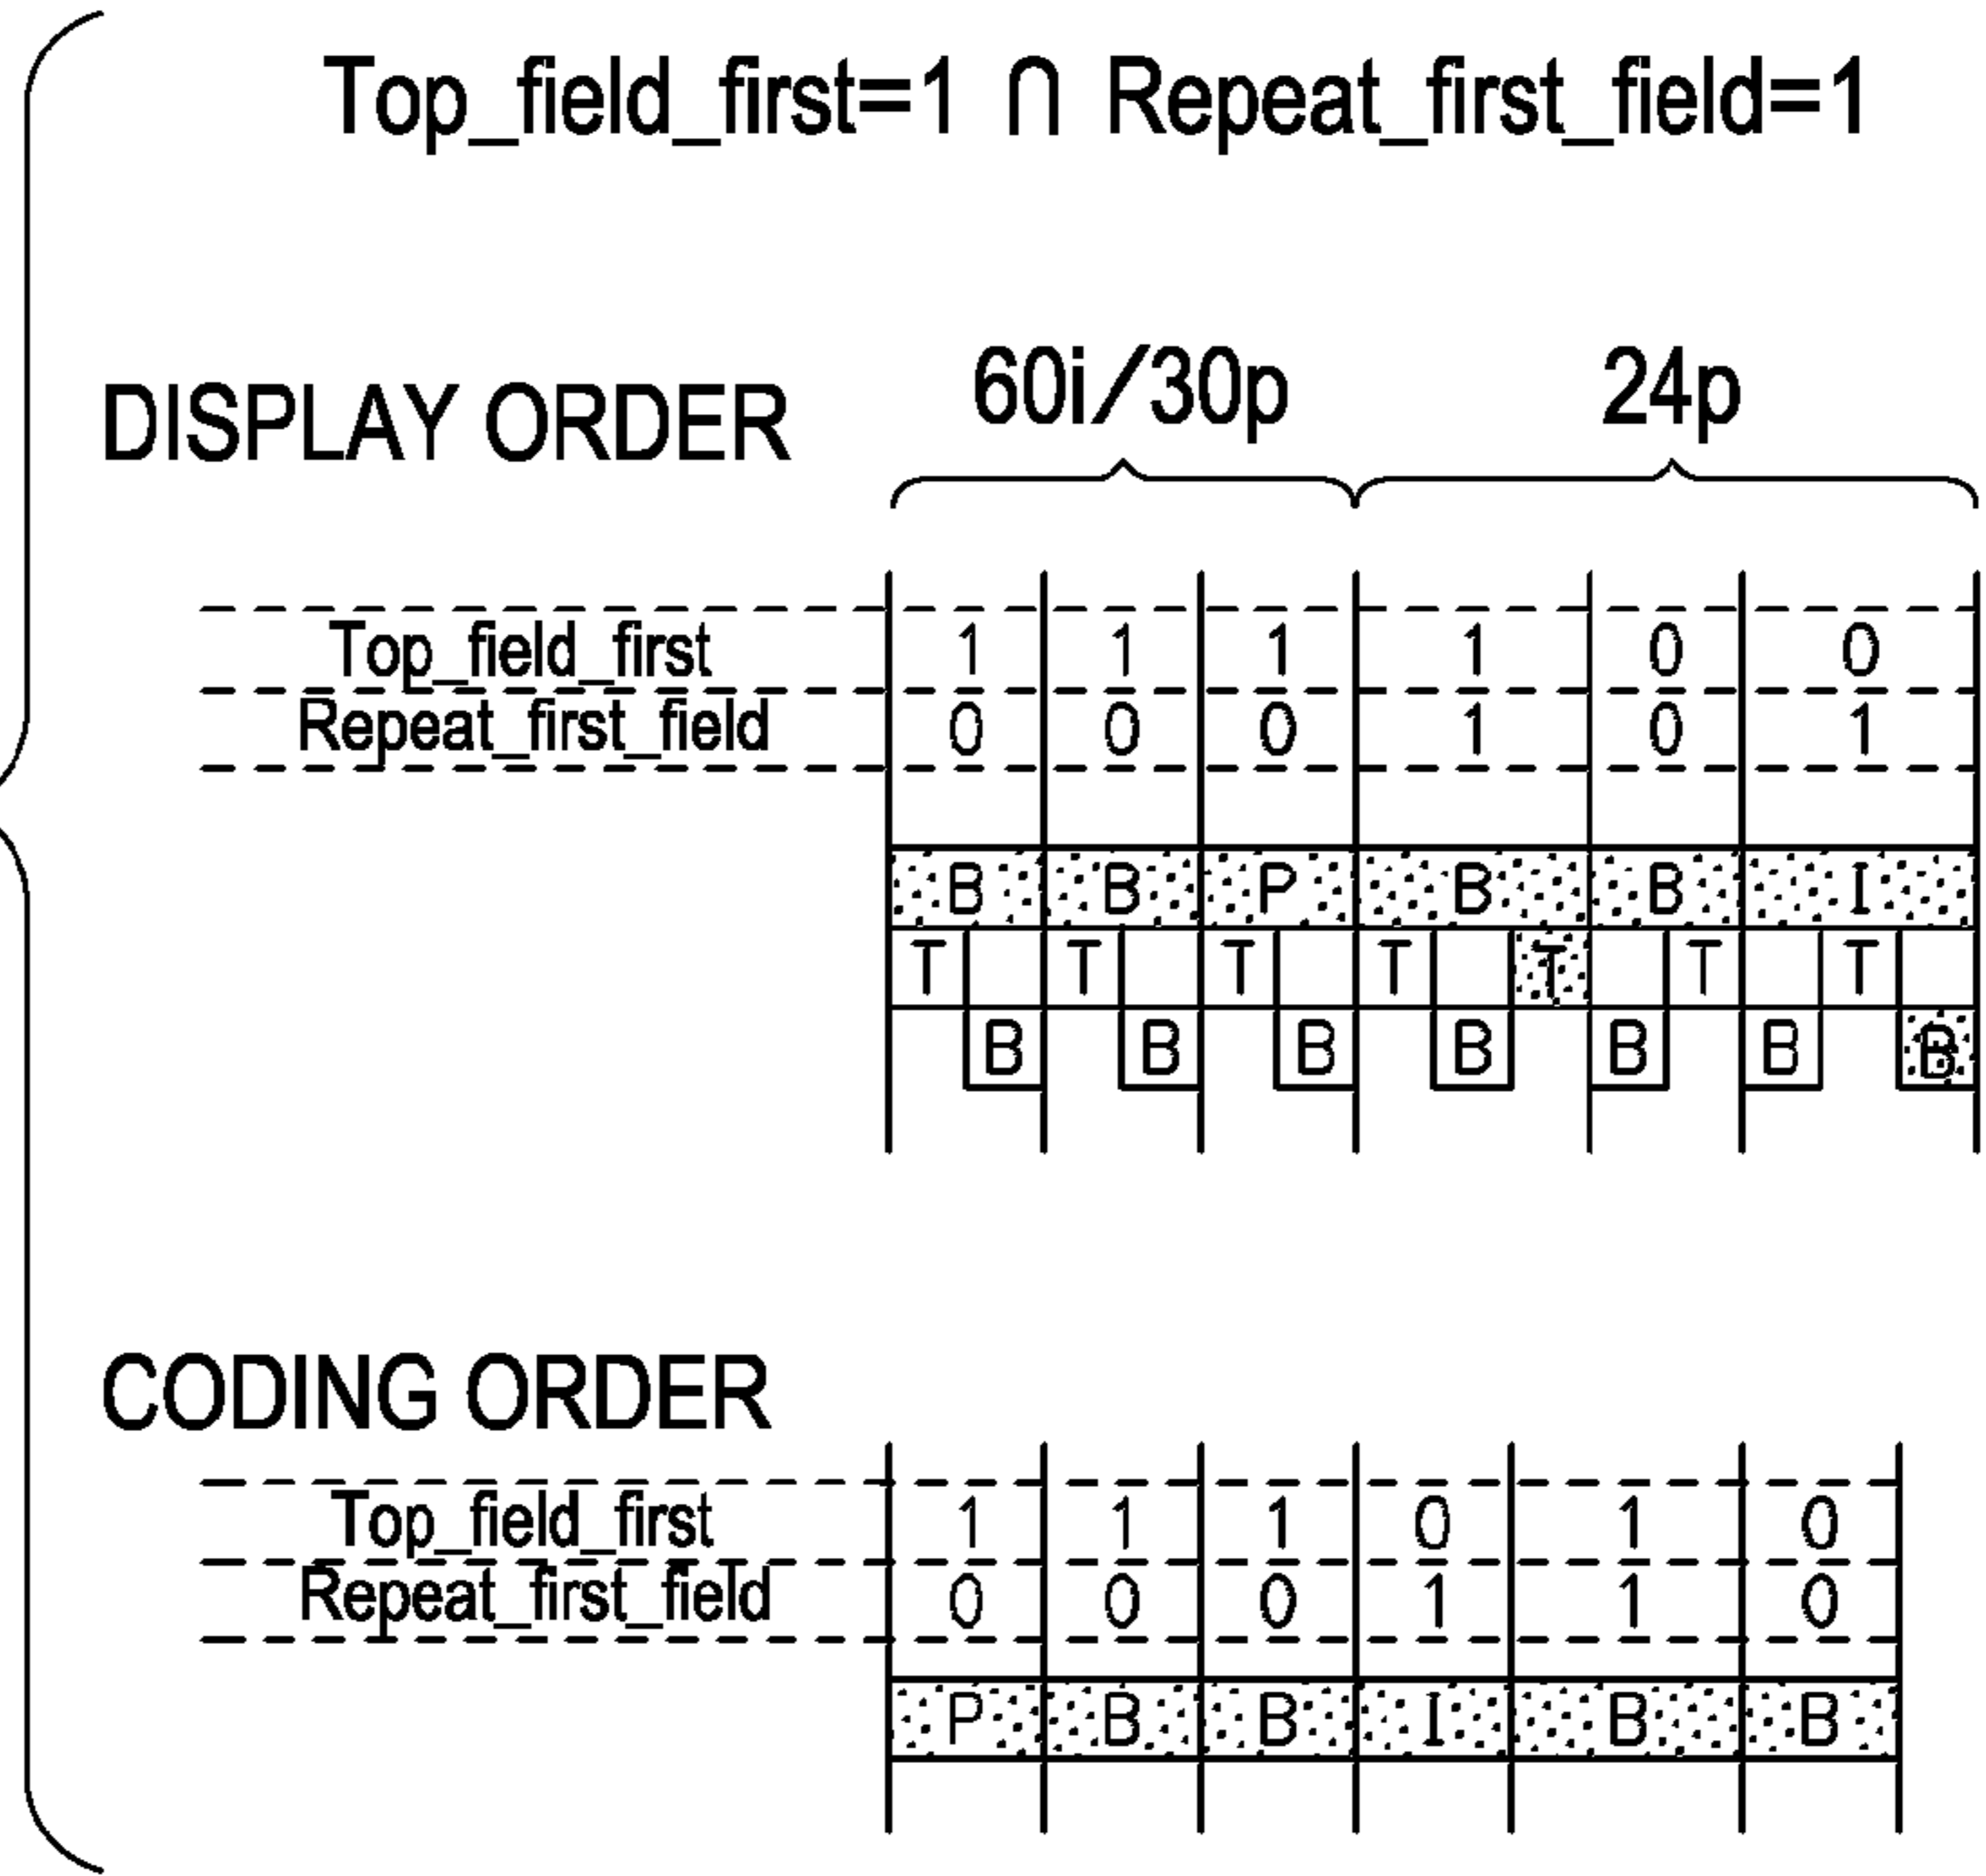 Top_field_first=1 ∩ Repeat_first_field=1
DISPLAY ORDER 60i/30p 24p
Top_field_first 1 1 1 1 0 0
Repeat_first_field 0 0 0 1 0 1
B B P B B I
T T T T T T T
B B B B B B B
CODING ORDER
Top_field_first 1 1 1 0 1 0
Repeat_first_field 0 0 0 1 1 0
P B B I B B